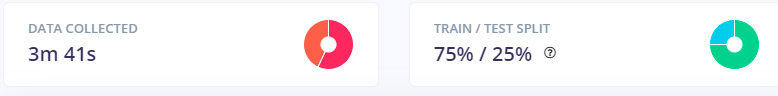 DATA COLLECTED
3m 41s
TRAIN / TEST SPLIT
75% / 25% ?